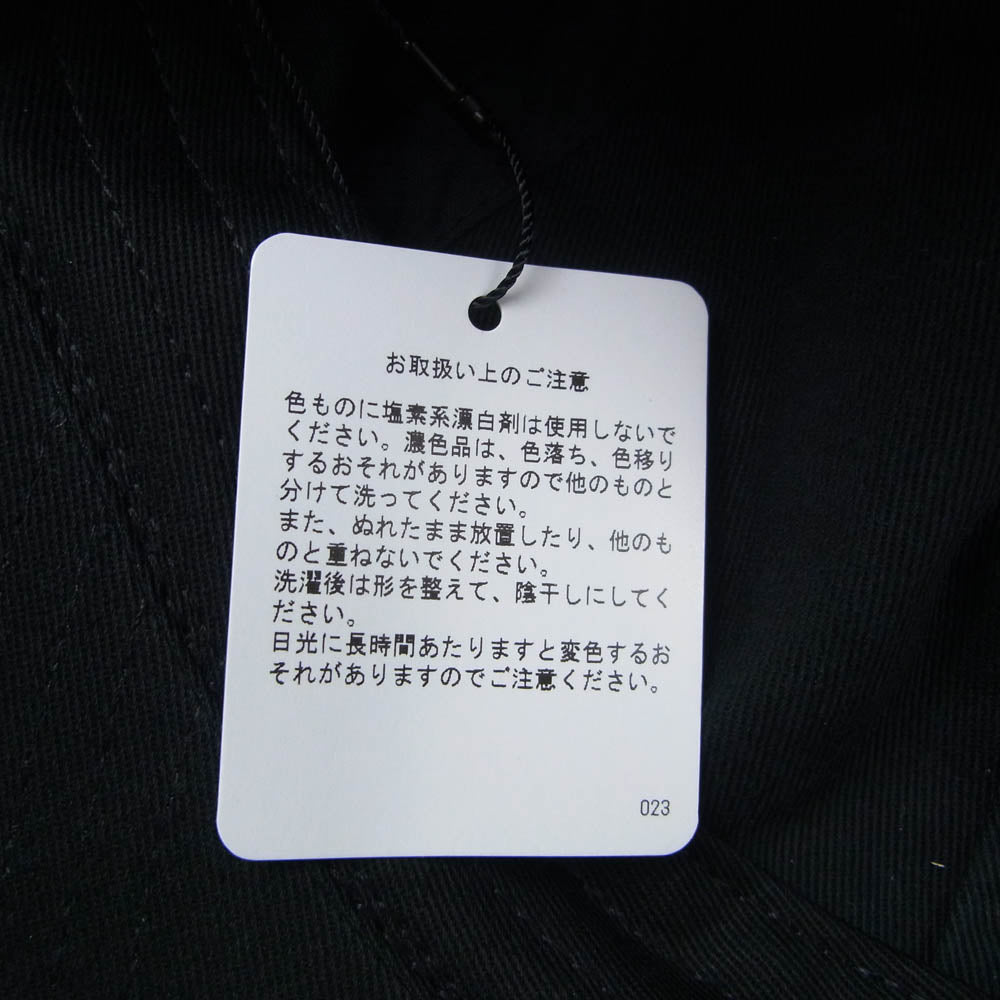 お取扱い上のご注意
色ものに塩素系漂白剤は使用しないで
ください。濃色品は、色落ち、色移り
するおそれがありますので他のものと
分けて洗ってください。
また、ぬれたまま放置したり、他のも
のと重ねないでください。
洗濯後は形を整えて、陰干しにしてく
ださい。
日光に長時間あたりますと変色するお
それがありますのでご注意ください。
023